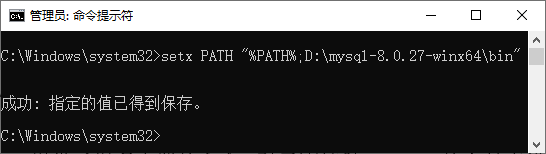 管理员: 命令提示符
C:\Windows\system32>setx PATH "%PATH%;D:\mysql-8.0.27-winx64\bin"
成功: 指定的值已得到保存。
C:\Windows\system32>